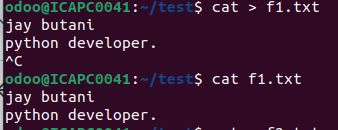 odoo@ICAPC0041:~/test$ cat > f1.txt
jay butani
python developer.
^C
odoo@ICAPC0041:~/test$ cat f1.txt
jay butani
python developer.